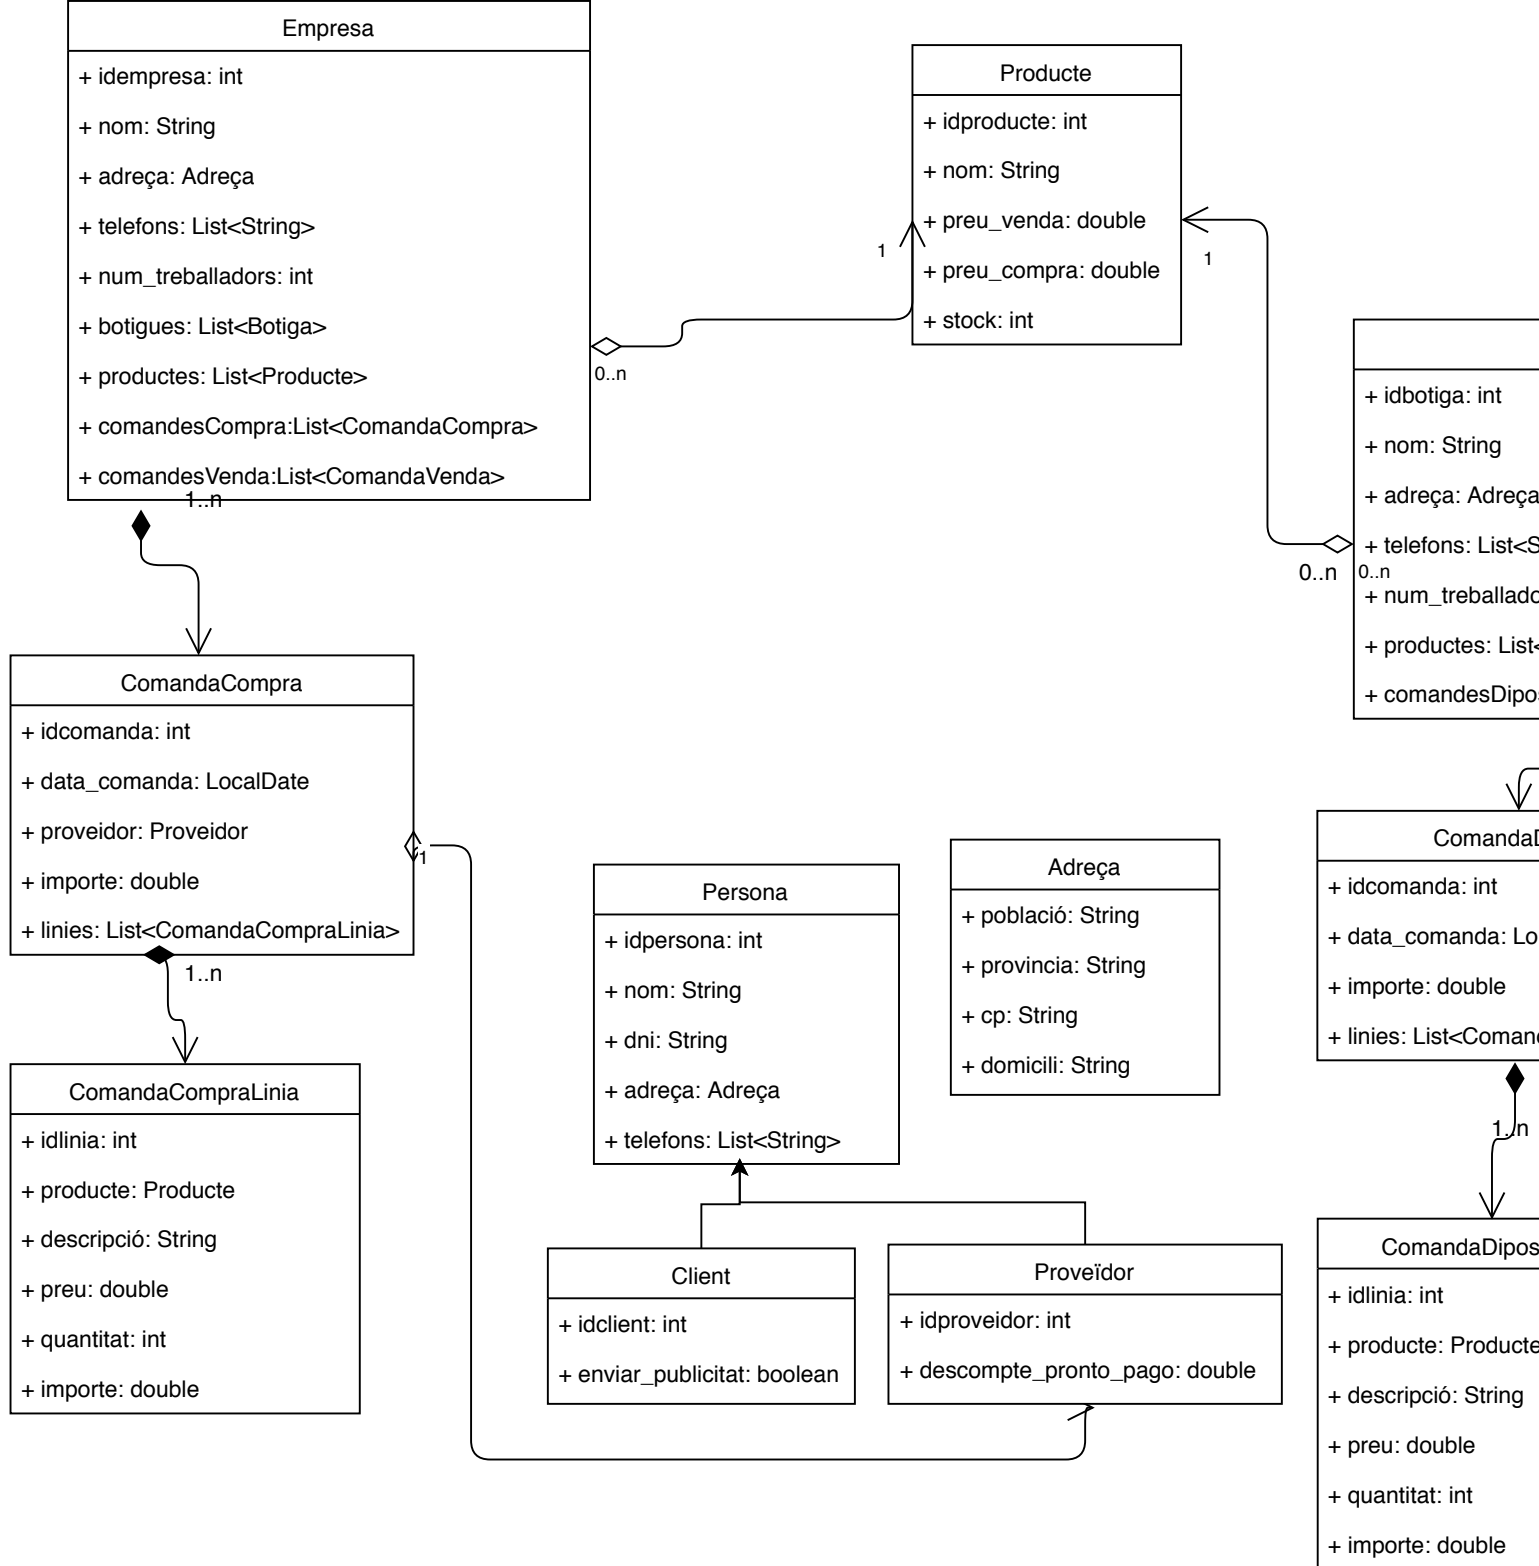 Empresa
+ idempresa: int
+ nom: String
+ adreça: Adreça
+ telefons: List<String>
+ num_treballadors: int
+ botigues: List<Botiga>
+ productes: List<Producte>
+ comandesCompra:List<ComandaCompra>
+ comandesVenda:List<ComandaVenda>
1..n
0..n
1
Producte
+ idproducte: int
+ nom: String
+ preu_venda: double
+ preu_compra: double
+ stock: int
1
0..n
0..n
+ idbotiga: int
+ nom: String
+ adreça: Adreça
+ telefons: List<S
+ num_treballado
+ productes: List<
+ comandesDipos
ComandaCompra
+ idcomanda: int
+ data_comanda: LocalDate
+ proveidor: Proveidor
+ importe: double
+ linies: List<ComandaCompraLinia>
1
1..n
ComandaCompraLinia
+ idlinia: int
+ producte: Producte
+ descripció: String
+ preu: double
+ quantitat: int
+ importe: double
Persona
+ idpersona: int
+ nom: String
+ dni: String
+ adreça: Adreça
+ telefons: List<String>
Adreça
+ població: String
+ provincia: String
+ cp: String
+ domicili: String
Client
+ idclient: int
+ enviar_publicitat: boolean
Proveïdor
+ idproveidor: int
+ descompte_pronto_pago: double
ComandaD
+ idcomanda: int
+ data_comanda: Lo
+ importe: double
+ linies: List<Comand
1..n
ComandaDipos
+ idlinia: int
+ producte: Producte
+ descripció: String
+ preu: double
+ quantitat: int
+ importe: double